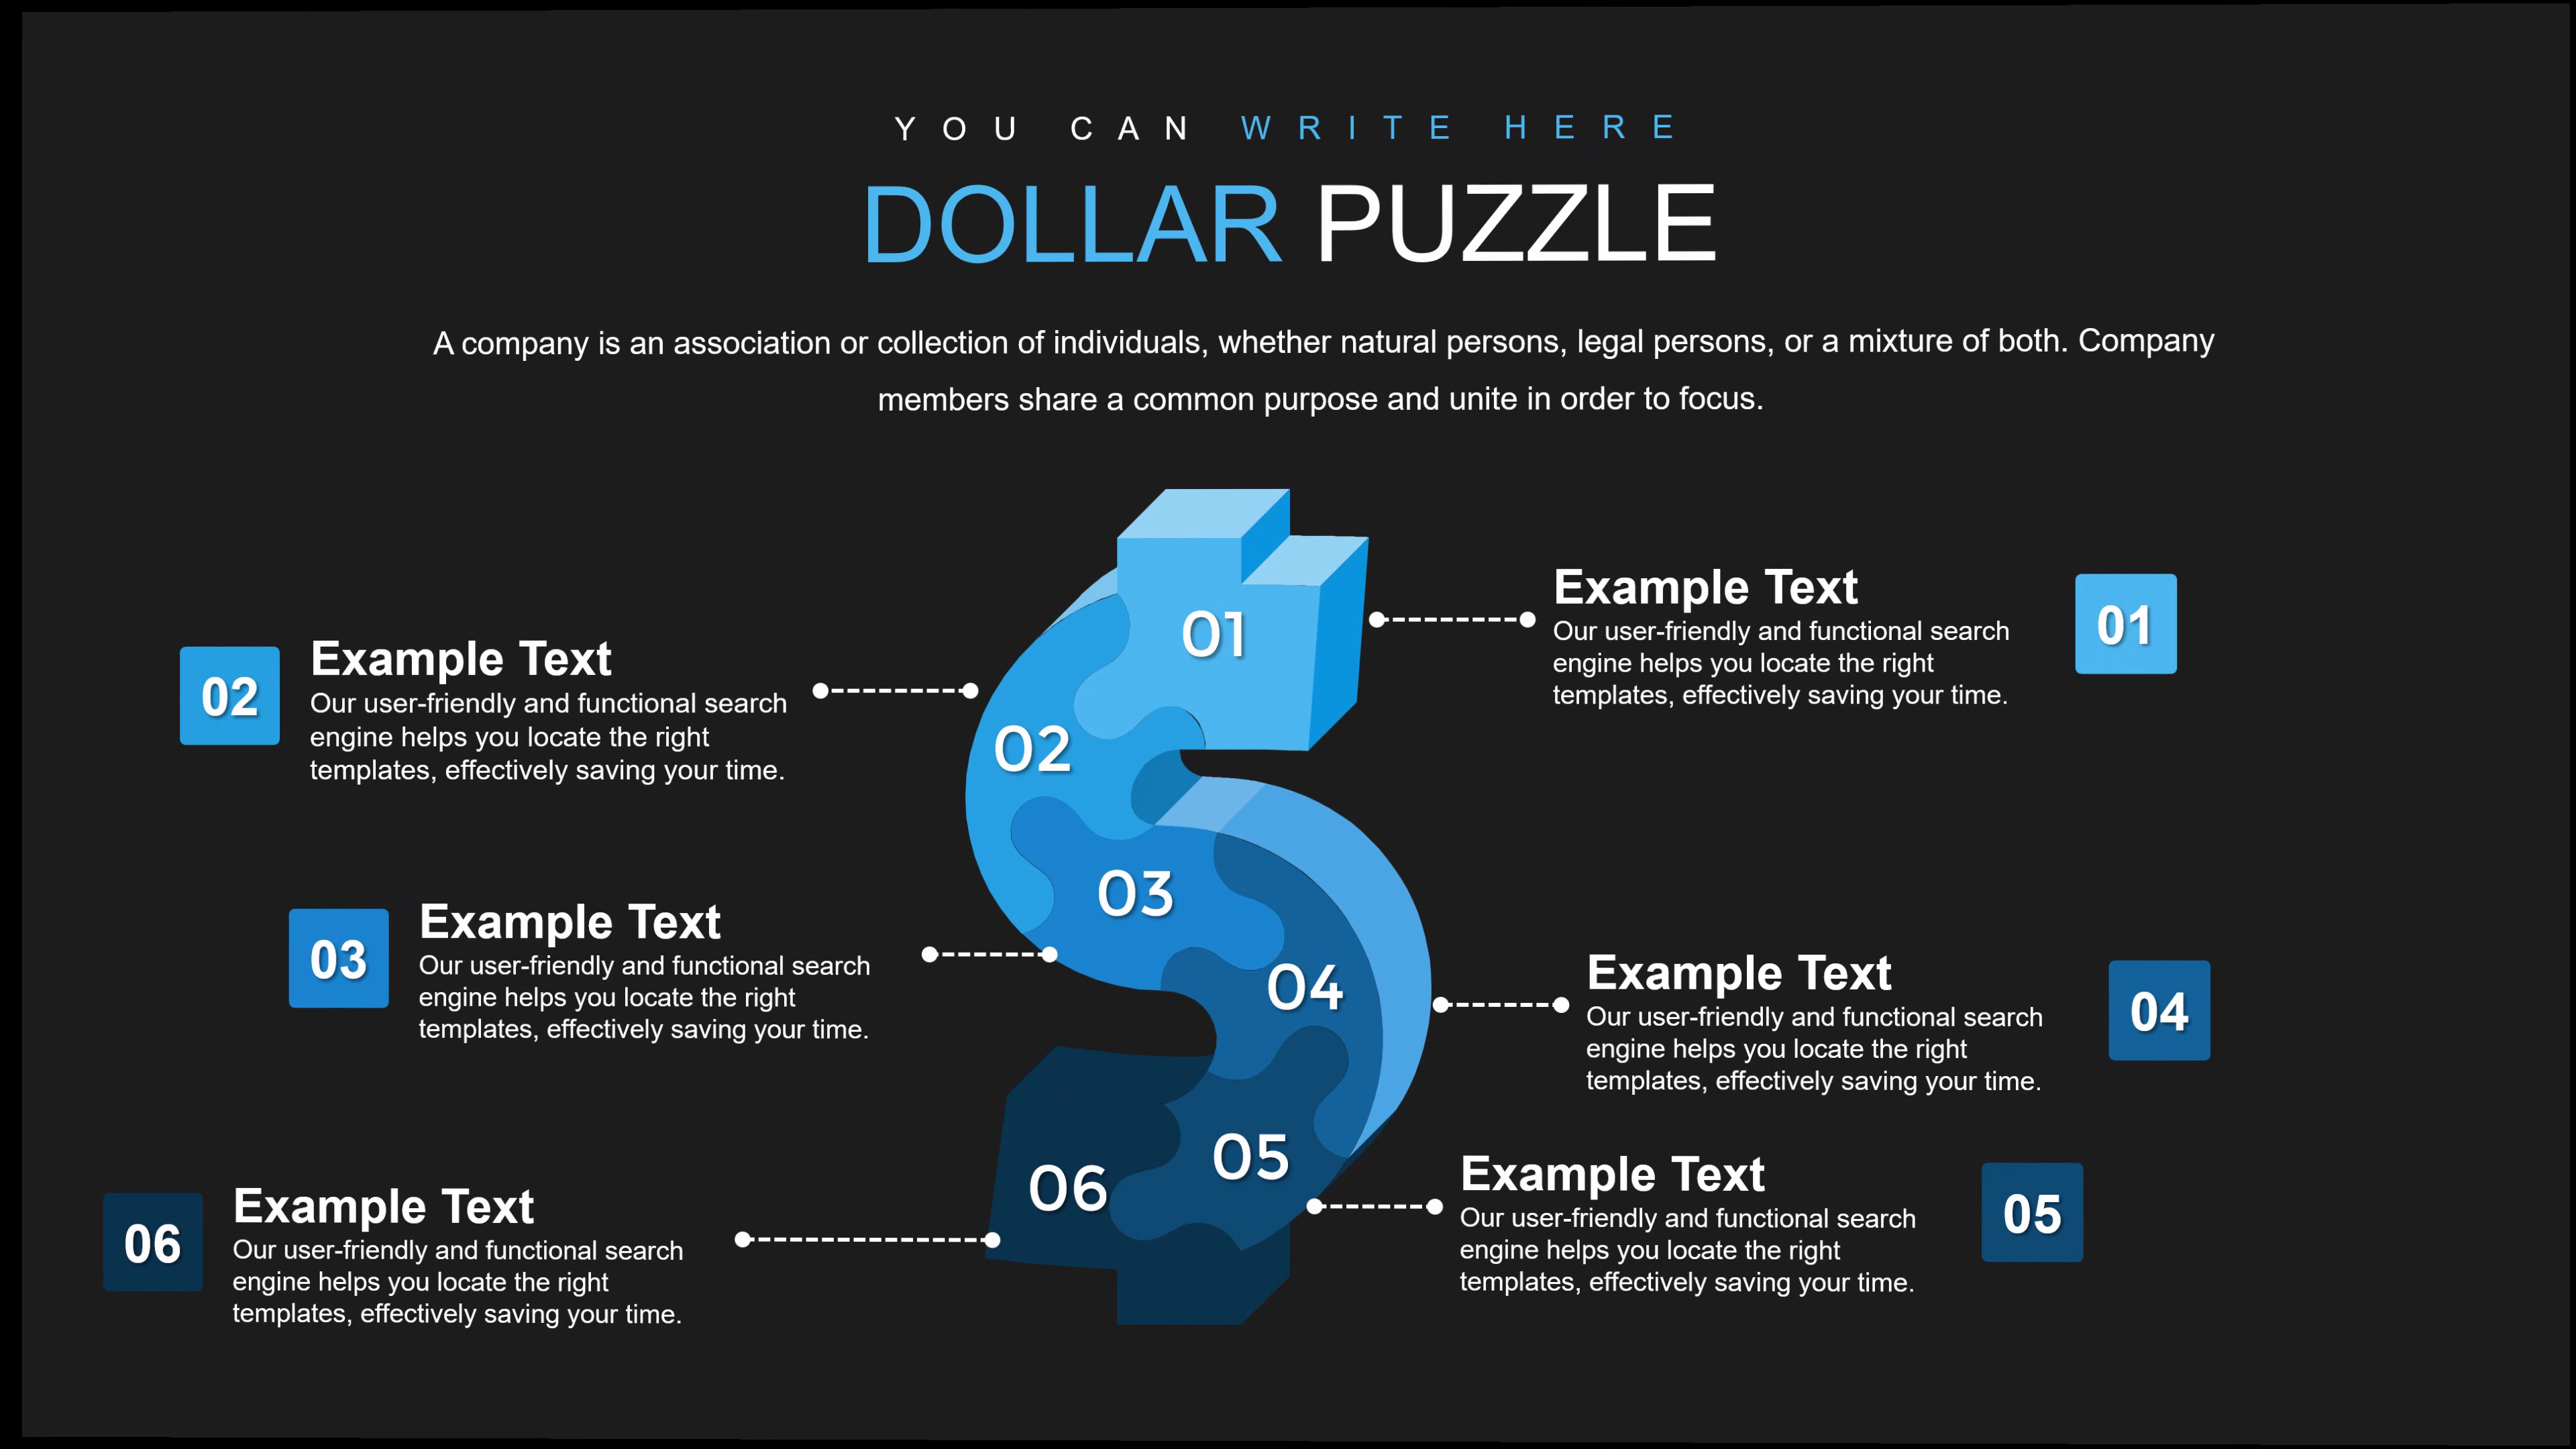 YOU CAN WRITE HERE
DOLLAR PUZZLE
A company is an association or collection of individuals, whether natural persons, legal persons, or a mixture of both. Company
members share a common purpose and unite in order to focus.
01
02
03
04
05
06
Example Text
Our user-friendly and functional search
engine helps you locate the right
templates, effectively saving your time.
01
02
Example Text
Our user-friendly and functional search
engine helps you locate the right
templates, effectively saving your time.
03
Example Text
Our user-friendly and functional search
engine helps you locate the right
templates, effectively saving your time.
Example Text
Our user-friendly and functional search
engine helps you locate the right
templates, effectively saving your time.
04
Example Text
Our user-friendly and functional search
engine helps you locate the right
templates, effectively saving your time.
05
06
Example Text
Our user-friendly and functional search
engine helps you locate the right
templates, effectively saving your time.